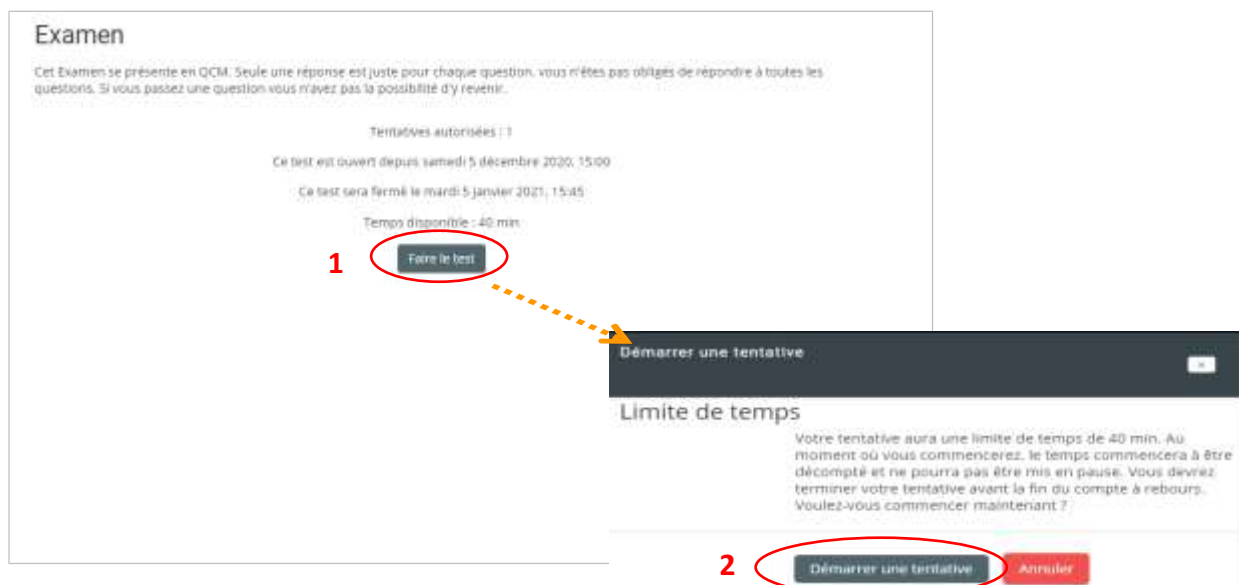 Examen
Cet Examen se présente en QCM. Seule une réponse est juste pour chaque question, vous n'êtes pas obligés de répondre à toutes les
questions. Si vous passez une question vous n'avez pas la possibilité d'y revenir.
Tentatives autorisées : 1
Ce test est ouvert depuis samedi 5 décembre 2020, 15:00
Ce test sera fermé le mardi 5 janvier 2021, 15:45
Temps disponible : 40 min
1
Faire le test
Démarrer une tentative
×
Limite de temps
Votre tentative aura une limite de temps de 40 min. Au
moment où vous commencerez, le temps commencera à être
décompté et ne pourra pas être mis en pause. Vous devrez
terminer votre tentative avant la fin du compte à rebours.
Voulez-vous commencer maintenant ?
2
Démarrer une tentative
Annuler